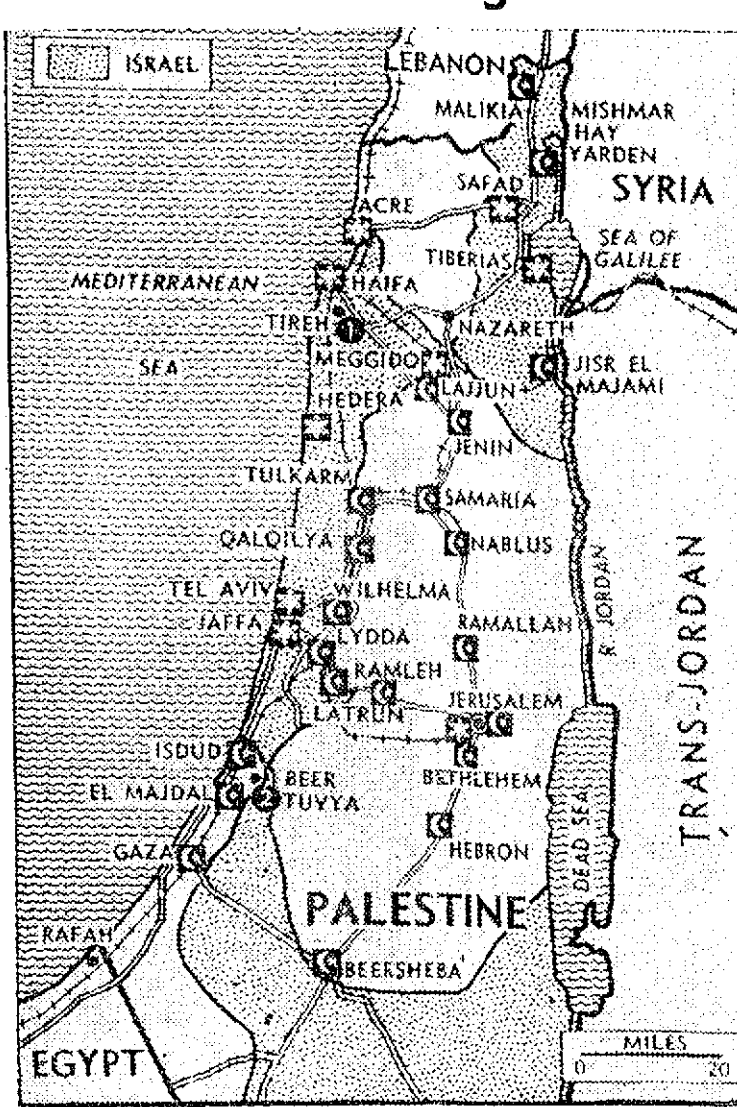 ISRAEL
LEBANON
MALIKIA
MISHMAR
HAY
YARDEN
SAFAD
SYRIA
ACRE
SEA OF
GALILEE
TIBERIAS
MEDITERRANEAN
HAIFA
TIREH
1
NAZARETH
MEGGIDO
SEA
LAJJUN
JISR EL
MAJAMI
HEDERA
JENIN
TULKARM
SAMARIA
QALQILYA
NABLUS
TEL AVIV
WILHELMA
JAFFA
LYDDA
RAMALLAH
R. JORDAN
TRANS-JORDAN
RAMLEH
LATRUN
JERUSALEM
ISDUD
BETHLEHEM
EL MAJDAL
BEER
TUVYA
DEAD SEA
GAZA
HEBRON
PALESTINE
RAFAH
BEERSHEBA
EGYPT
MILES
0 20